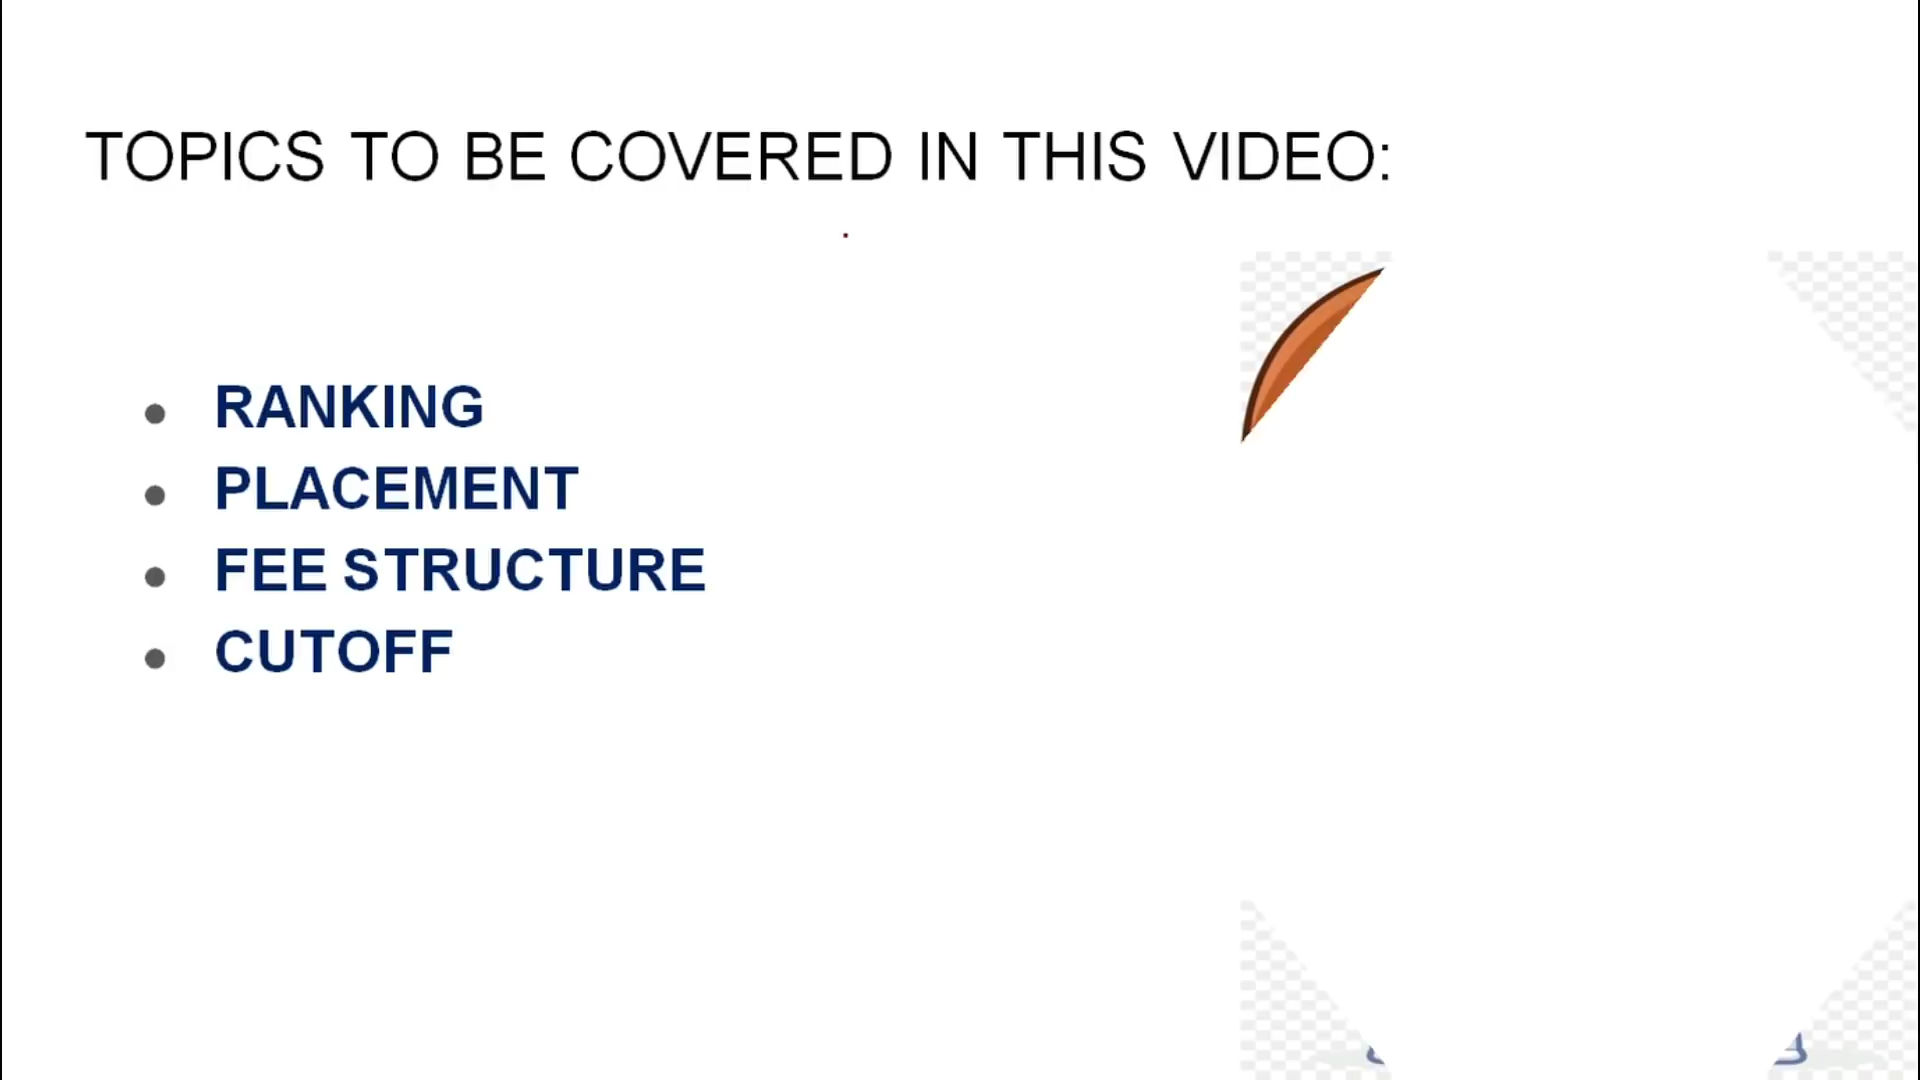 TOPICS TO BE COVERED IN THIS VIDEO:
RANKING
PLACEMENT
FEE STRUCTURE
CUTOFF